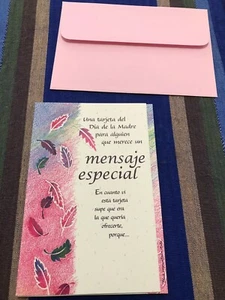 Una tarjeta del
Día de la Madre
para alguien
que merece un
mensaje
especial
En cuanto vi
esta tarjeta
supe que era
la que quería
ofrecerte,
porque...